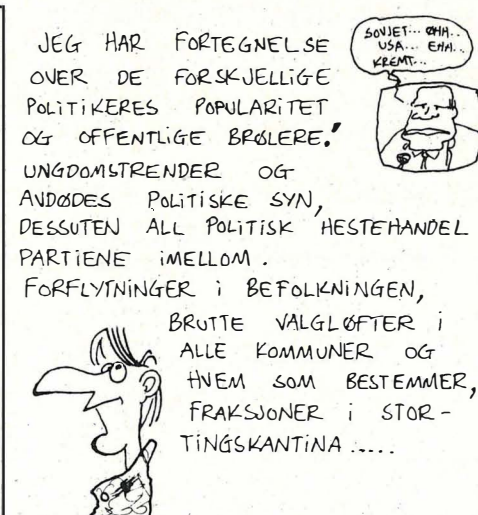 JEG HAR FORTEGNELSE
OVER DE FORSKJELLIGE
POLITIKERES POPULARITET
OG OFFENTLIGE BRØLERE!
UNGDOMSTRENDER OG
AVDØDES POLITISKE SYN,
DESSUTEN ALL POLITISK HESTEHANDEL
PARTIENE IMELLOM.
FORFLYTNINGER I BEFOLKNINGEN,
BRUTTE VALGLØFTER I
ALLE KOMMUNER OG
HVEM SOM BESTEMMER,
FRAKSJONER I STOR-
TINGSKANTINA.....
SOVJET... ØHH..
USA... EHH..
KREMT...